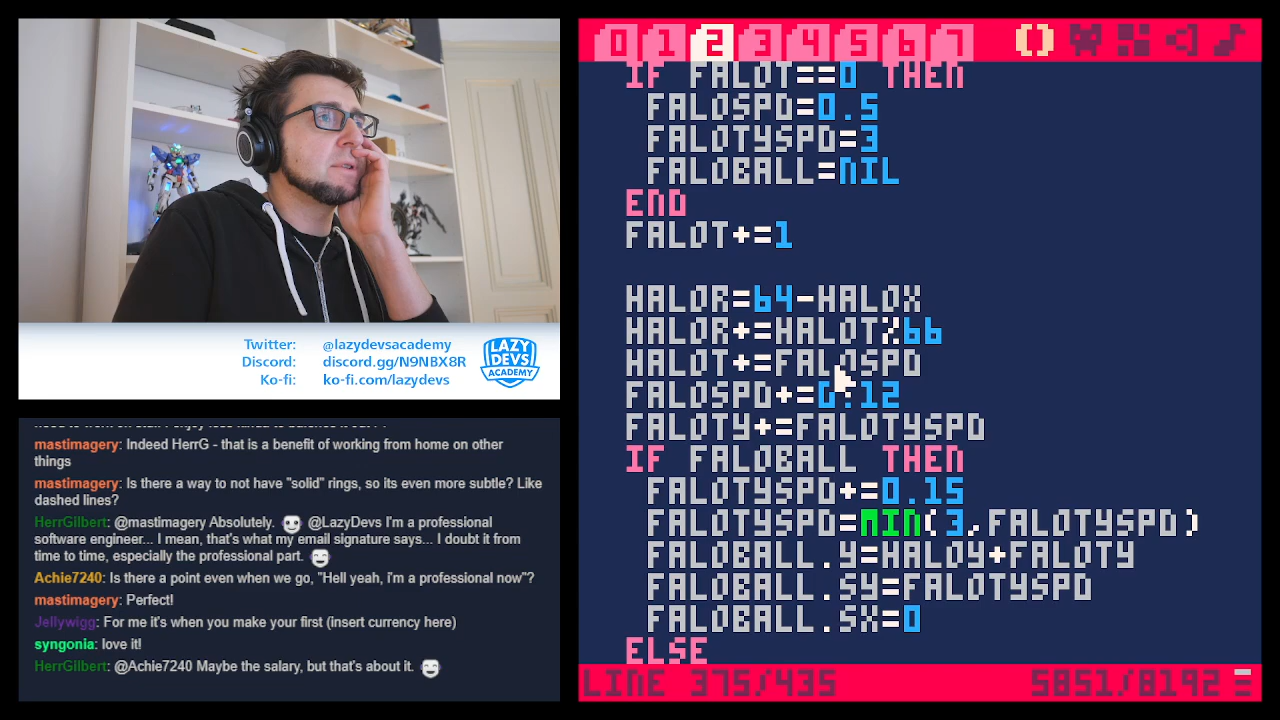 Twitter: @lazydevsacademy
Discord: discord.gg/N9NBX8R
Ko-fi: ko-fi.com/lazydevs
LAZY
DEVS
ACADEMY
mastimagery: Indeed HerrG - that is a benefit of working from home on other
things
mastimagery: Is there a way to not have "solid" rings, so its even more subtle? Like
dashed lines?
HerrGilbert: @mastimagery Absolutely. @LazyDevs I'm a professional
software engineer... I mean, that's what my email signature says... I doubt it from
time to time, especially the professional part.
Achie7240: Is there a point even when we go, "Hell yeah, i'm a professional now"?
mastimagery: Perfect!
Jellywigg: For me it's when you make your first (insert currency here)
syngonia: love it!
HerrGilbert: @Achie7240 Maybe the salary, but that's about it.
0 1 2 3 4 5 6 7 ()
IF FALOT==0 THEN
FALOSPD=0.5
FALOTYSPD=3
FALOBALL=NIL
END
FALOT+=1
HALOR=64-HALOX
HALOR+=HALOT%66
HALOT+=FALOSPD
FALOSPD+=0.12
FALOTY+=FALOTYSPD
IF FALOBALL THEN
FALOTYSPD+=0.15
FALOTYSPD=MIN(3,FALOTYSPD)
FALOBALL.Y=HALOY+FALOTY
FALOBALL.SY=FALOTYSPD
FALOBALL.SX=0
ELSE
LINE 375/435 5851/8192